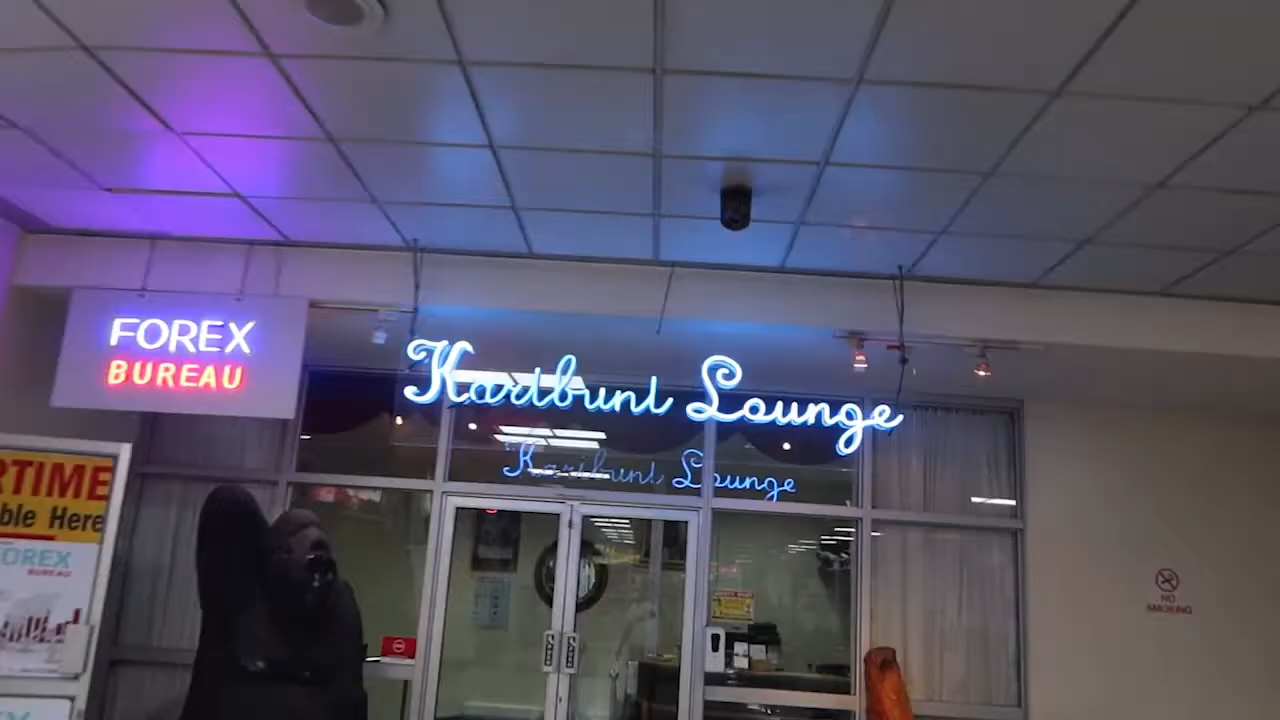 FOREX
BUREAU
Karibuni Lounge
Karibuni Lounge
RTIME
ble Here
FOREX
BUREAU
NO
SMOKING